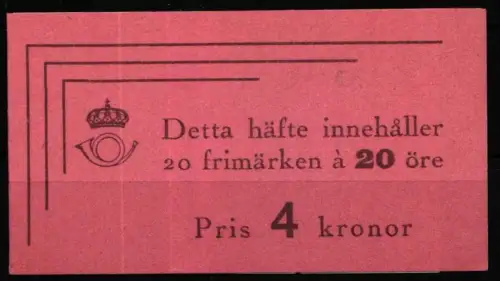 Detta häfte innehåller
20 frimärken à 20 öre
Pris 4 kronor